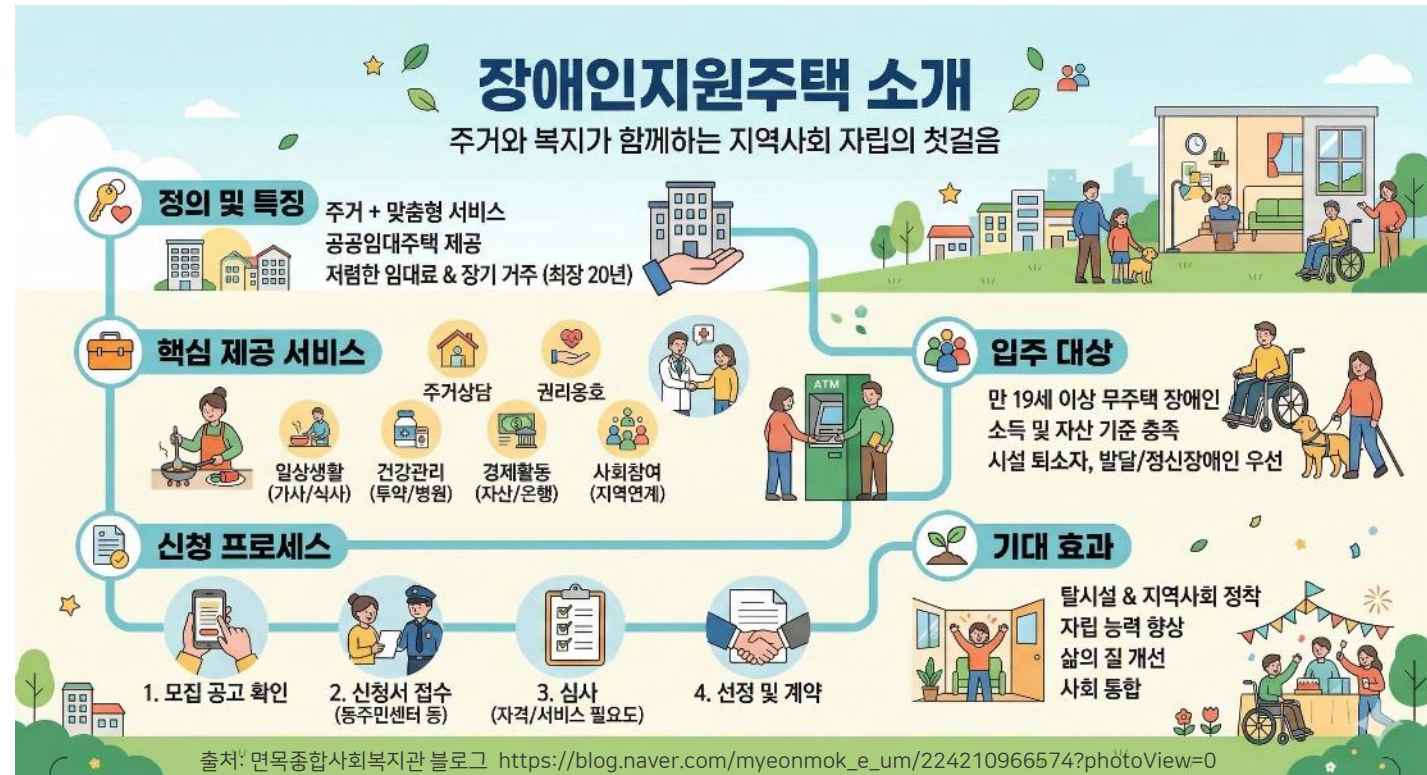 장애인지원주택 소개
주거와 복지가 함께하는 지역사회 자립의 첫걸음
정의 및 특징
주거 + 맞춤형 서비스
공공임대주택 제공
저렴한 임대료 & 장기 거주 (최장 20년)
핵심 제공 서비스
주거상담
권리옹호
일상생활
(가사/식사)
건강관리
(투약/병원)
경제활동
(자산/은행)
사회참여
(지역연계)
ATM
입주 대상
만 19세 이상 무주택 장애인
소득 및 자산 기준 충족
시설 퇴소자, 발달/정신장애인 우선
신청 프로세스
1. 모집 공고 확인
2. 신청서 접수
(동주민센터 등)
3. 심사
(자격/서비스 필요도)
4. 선정 및 계약
기대 효과
탈시설 & 지역사회 정착
자립 능력 향상
삶의 질 개선
사회 통합
출처: 면목종합사회복지관 블로그 https://blog.naver.com/myeonmok_e_um/224210966574?photoView=0